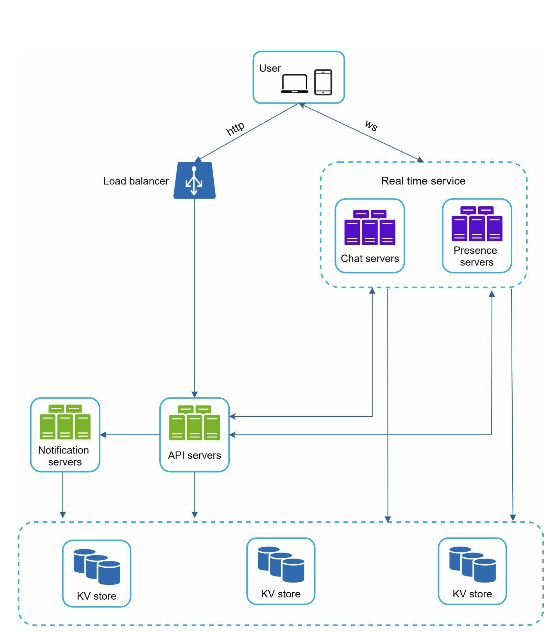 User
http
ws
Load balancer
Real time service
Chat servers
Presence
servers
Notification
servers
API servers
KV store
KV store
KV store